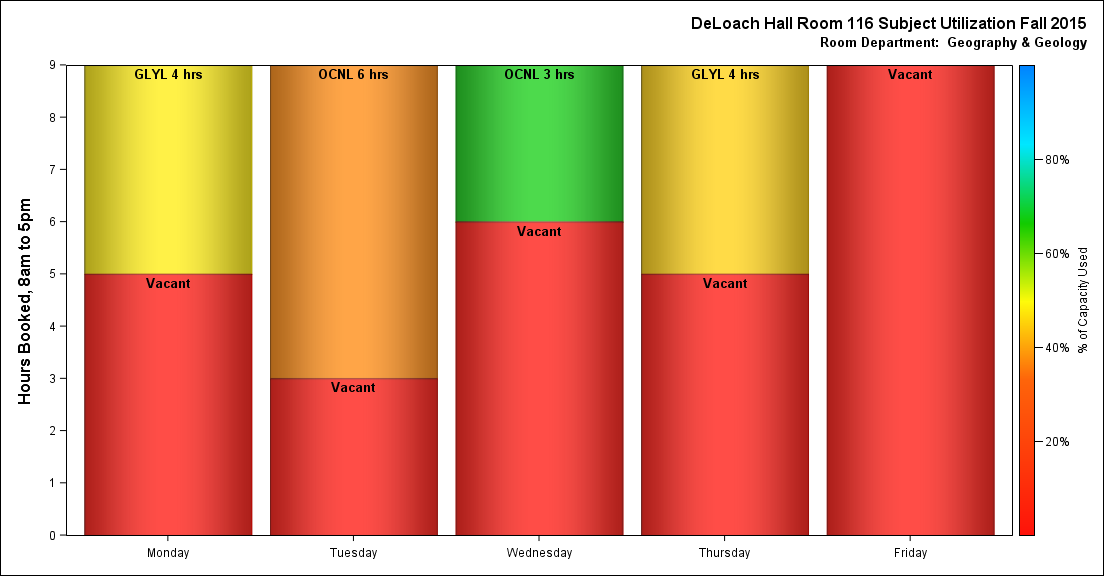 DeLoach Hall Room 116 Subject Utilization Fall 2015
Room Department: Geography & Geology
Hours Booked, 8am to 5pm
9
8
7
6
5
4
3
2
1
0
GLYL 4 hrs
Vacant
OCNL 6 hrs
Vacant
OCNL 3 hrs
Vacant
GLYL 4 hrs
Vacant
Vacant
Monday
Tuesday
Wednesday
Thursday
Friday
80%
60%
40%
20%
% of Capacity Used